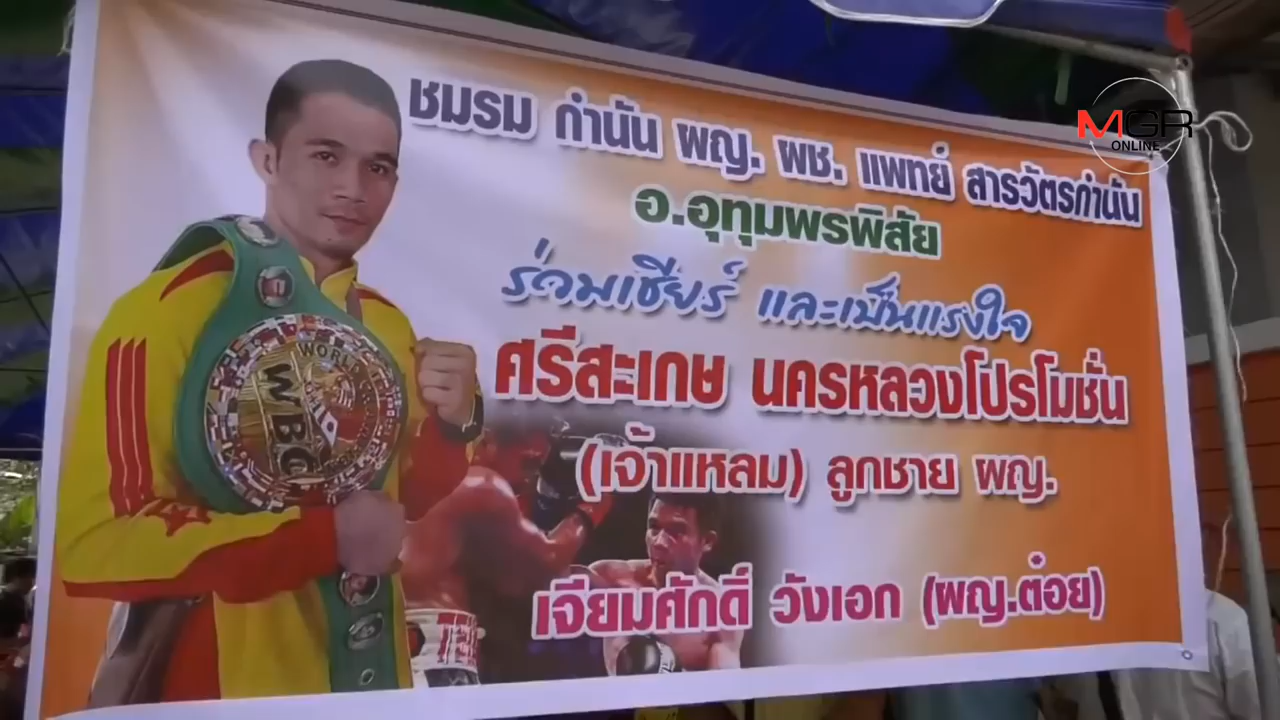 ชมรม กำนัน ผญ. ผช. แพทย์ สารวัตรกำนัน
อ.อุทุมพรพิสัย
ร่วมเชียร์ และเป็นแรงใจ
ศรีสะเกษ นครหลวงโปรโมชั่น
(เจ้าแหลม) ลูกชาย ผญ.
เจียมศักดิ์ วังเอก (ผญ.ต๋อย)
MGR
ONLINE
WORLD
WBC